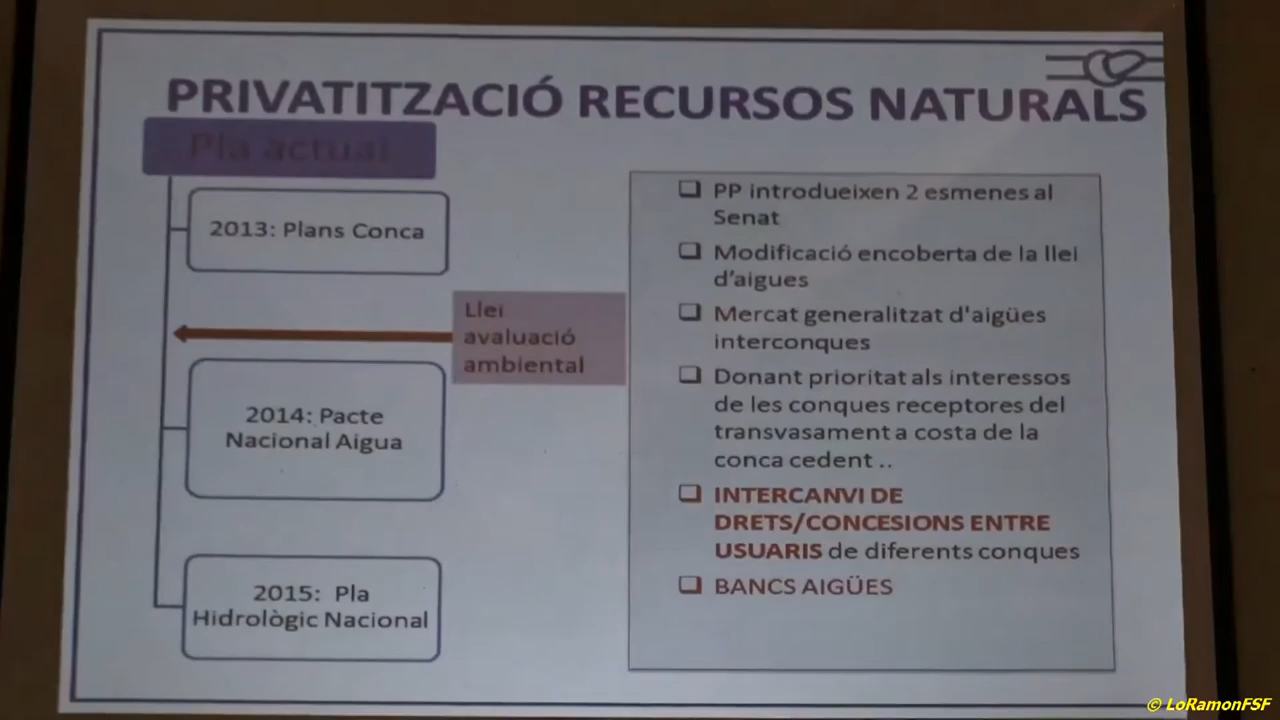 PRIVATITZACIÓ RECURSOS NATURALS
Pla actual
2013: Plans Conca
Llei
avaluació
ambiental
2014: Pacte
Nacional Aigua
2015: Pla
Hidrològic Nacional
PP introdueixen 2 esmenes al
Senat
Modificació encoberta de la llei
d'aigues
Mercat generalitzat d'aigües
interconques
Donant prioritat als interessos
de les conques receptores del
transvasament a costa de la
conca cedent ..
INTERCANVI DE
DRETS/CONCESIONS ENTRE
USUARIS de diferents conques
BANCS AIGÜES
© LoRamonFSF